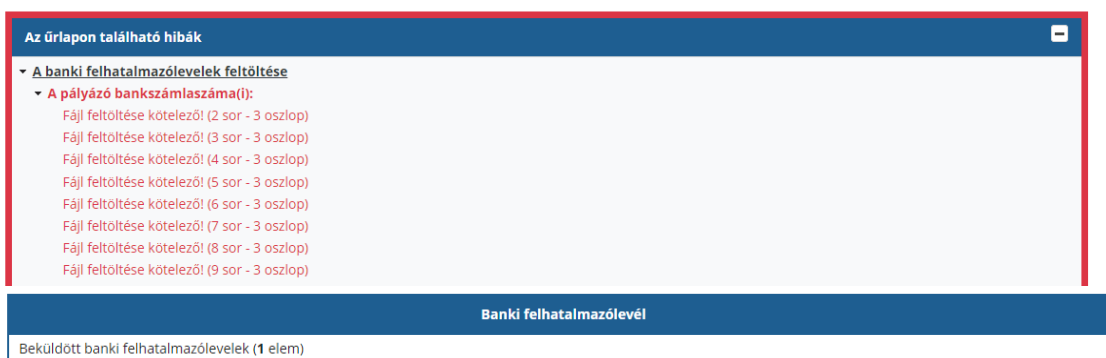 Az űrlapon található hibák
A banki felhatalmazólevelek feltöltése
A pályázó bankszámlaszáma(i):
Fájl feltöltése kötelező! (2 sor - 3 oszlop)
Fájl feltöltése kötelező! (3 sor - 3 oszlop)
Fájl feltöltése kötelező! (4 sor - 3 oszlop)
Fájl feltöltése kötelező! (5 sor - 3 oszlop)
Fájl feltöltése kötelező! (6 sor - 3 oszlop)
Fájl feltöltése kötelező! (7 sor - 3 oszlop)
Fájl feltöltése kötelező! (8 sor - 3 oszlop)
Fájl feltöltése kötelező! (9 sor - 3 oszlop)
Banki felhatalmazólevél
Beküldött banki felhatalmazólevelek (1 elem)